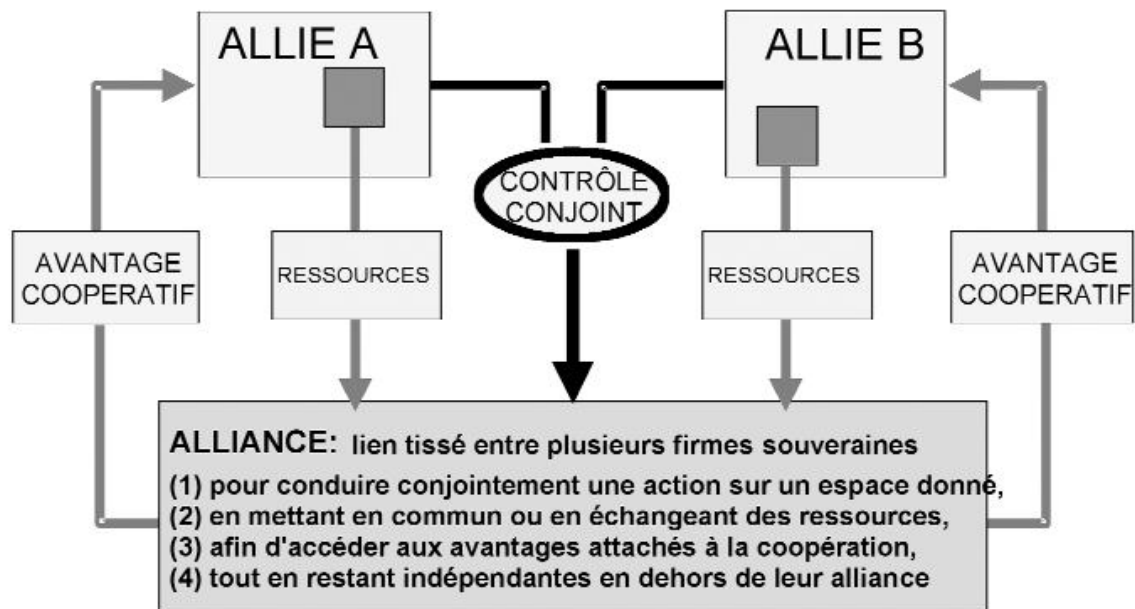 ALLIE A
ALLIE B
CONTRÔLE
CONJOINT
AVANTAGE
COOPERATIF
RESSOURCES
RESSOURCES
AVANTAGE
COOPERATIF
ALLIANCE: lien tissé entre plusieurs firmes souveraines
(1) pour conduire conjointement une action sur un espace donné,
(2) en mettant en commun ou en échangeant des ressources,
(3) afin d'accéder aux avantages attachés à la coopération,
(4) tout en restant indépendantes en dehors de leur alliance